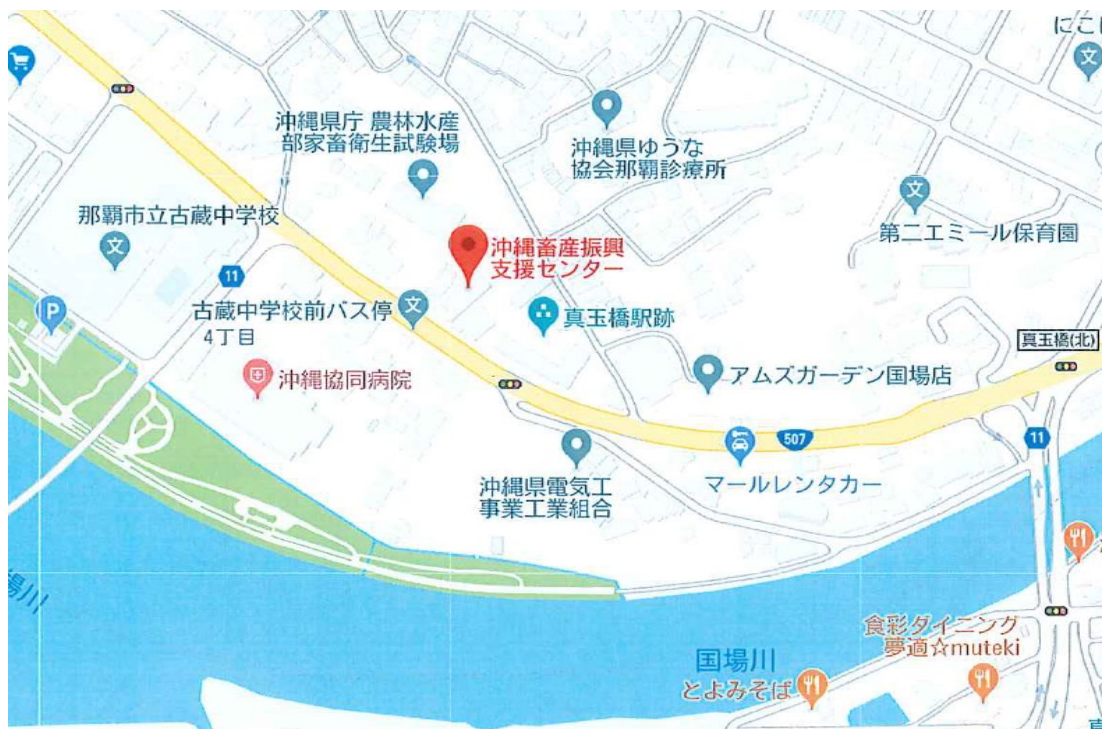 にこ
沖縄県庁 農林水産
部家畜衛生試験場
沖縄県ゆうな
協会那覇診療所
那覇市立古蔵中学校
文
文
文
第二エミール保育園
沖縄畜産振興
支援センター
11
古蔵中学校前バス停
文
4丁目
P
真玉橋駅跡
真玉橋(北)
沖縄協同病院
アムズガーデン国場店
507
11
マールレンタカー
沖縄県電気工
事業工業組合
場川
食彩ダイニング
夢適☆muteki
国場川
とよみそば